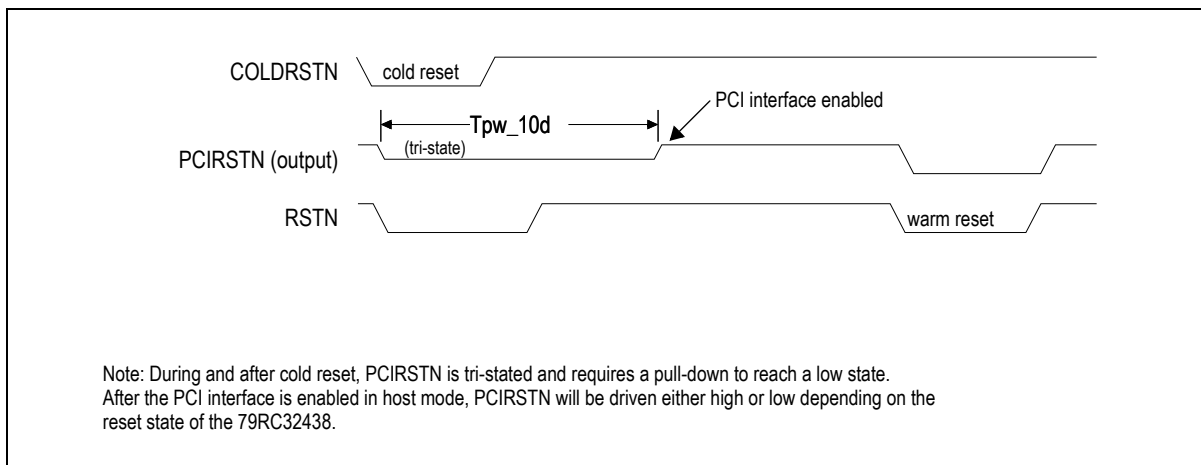 COLDRSTN
cold reset
PCI interface enabled
Tpw_10d
(tri-state)
PCIRSTN (output)
RSTN
warm reset
Note: During and after cold reset, PCIRSTN is tri-stated and requires a pull-down to reach a low state.
After the PCI interface is enabled in host mode, PCIRSTN will be driven either high or low depending on the
reset state of the 79RC32438.